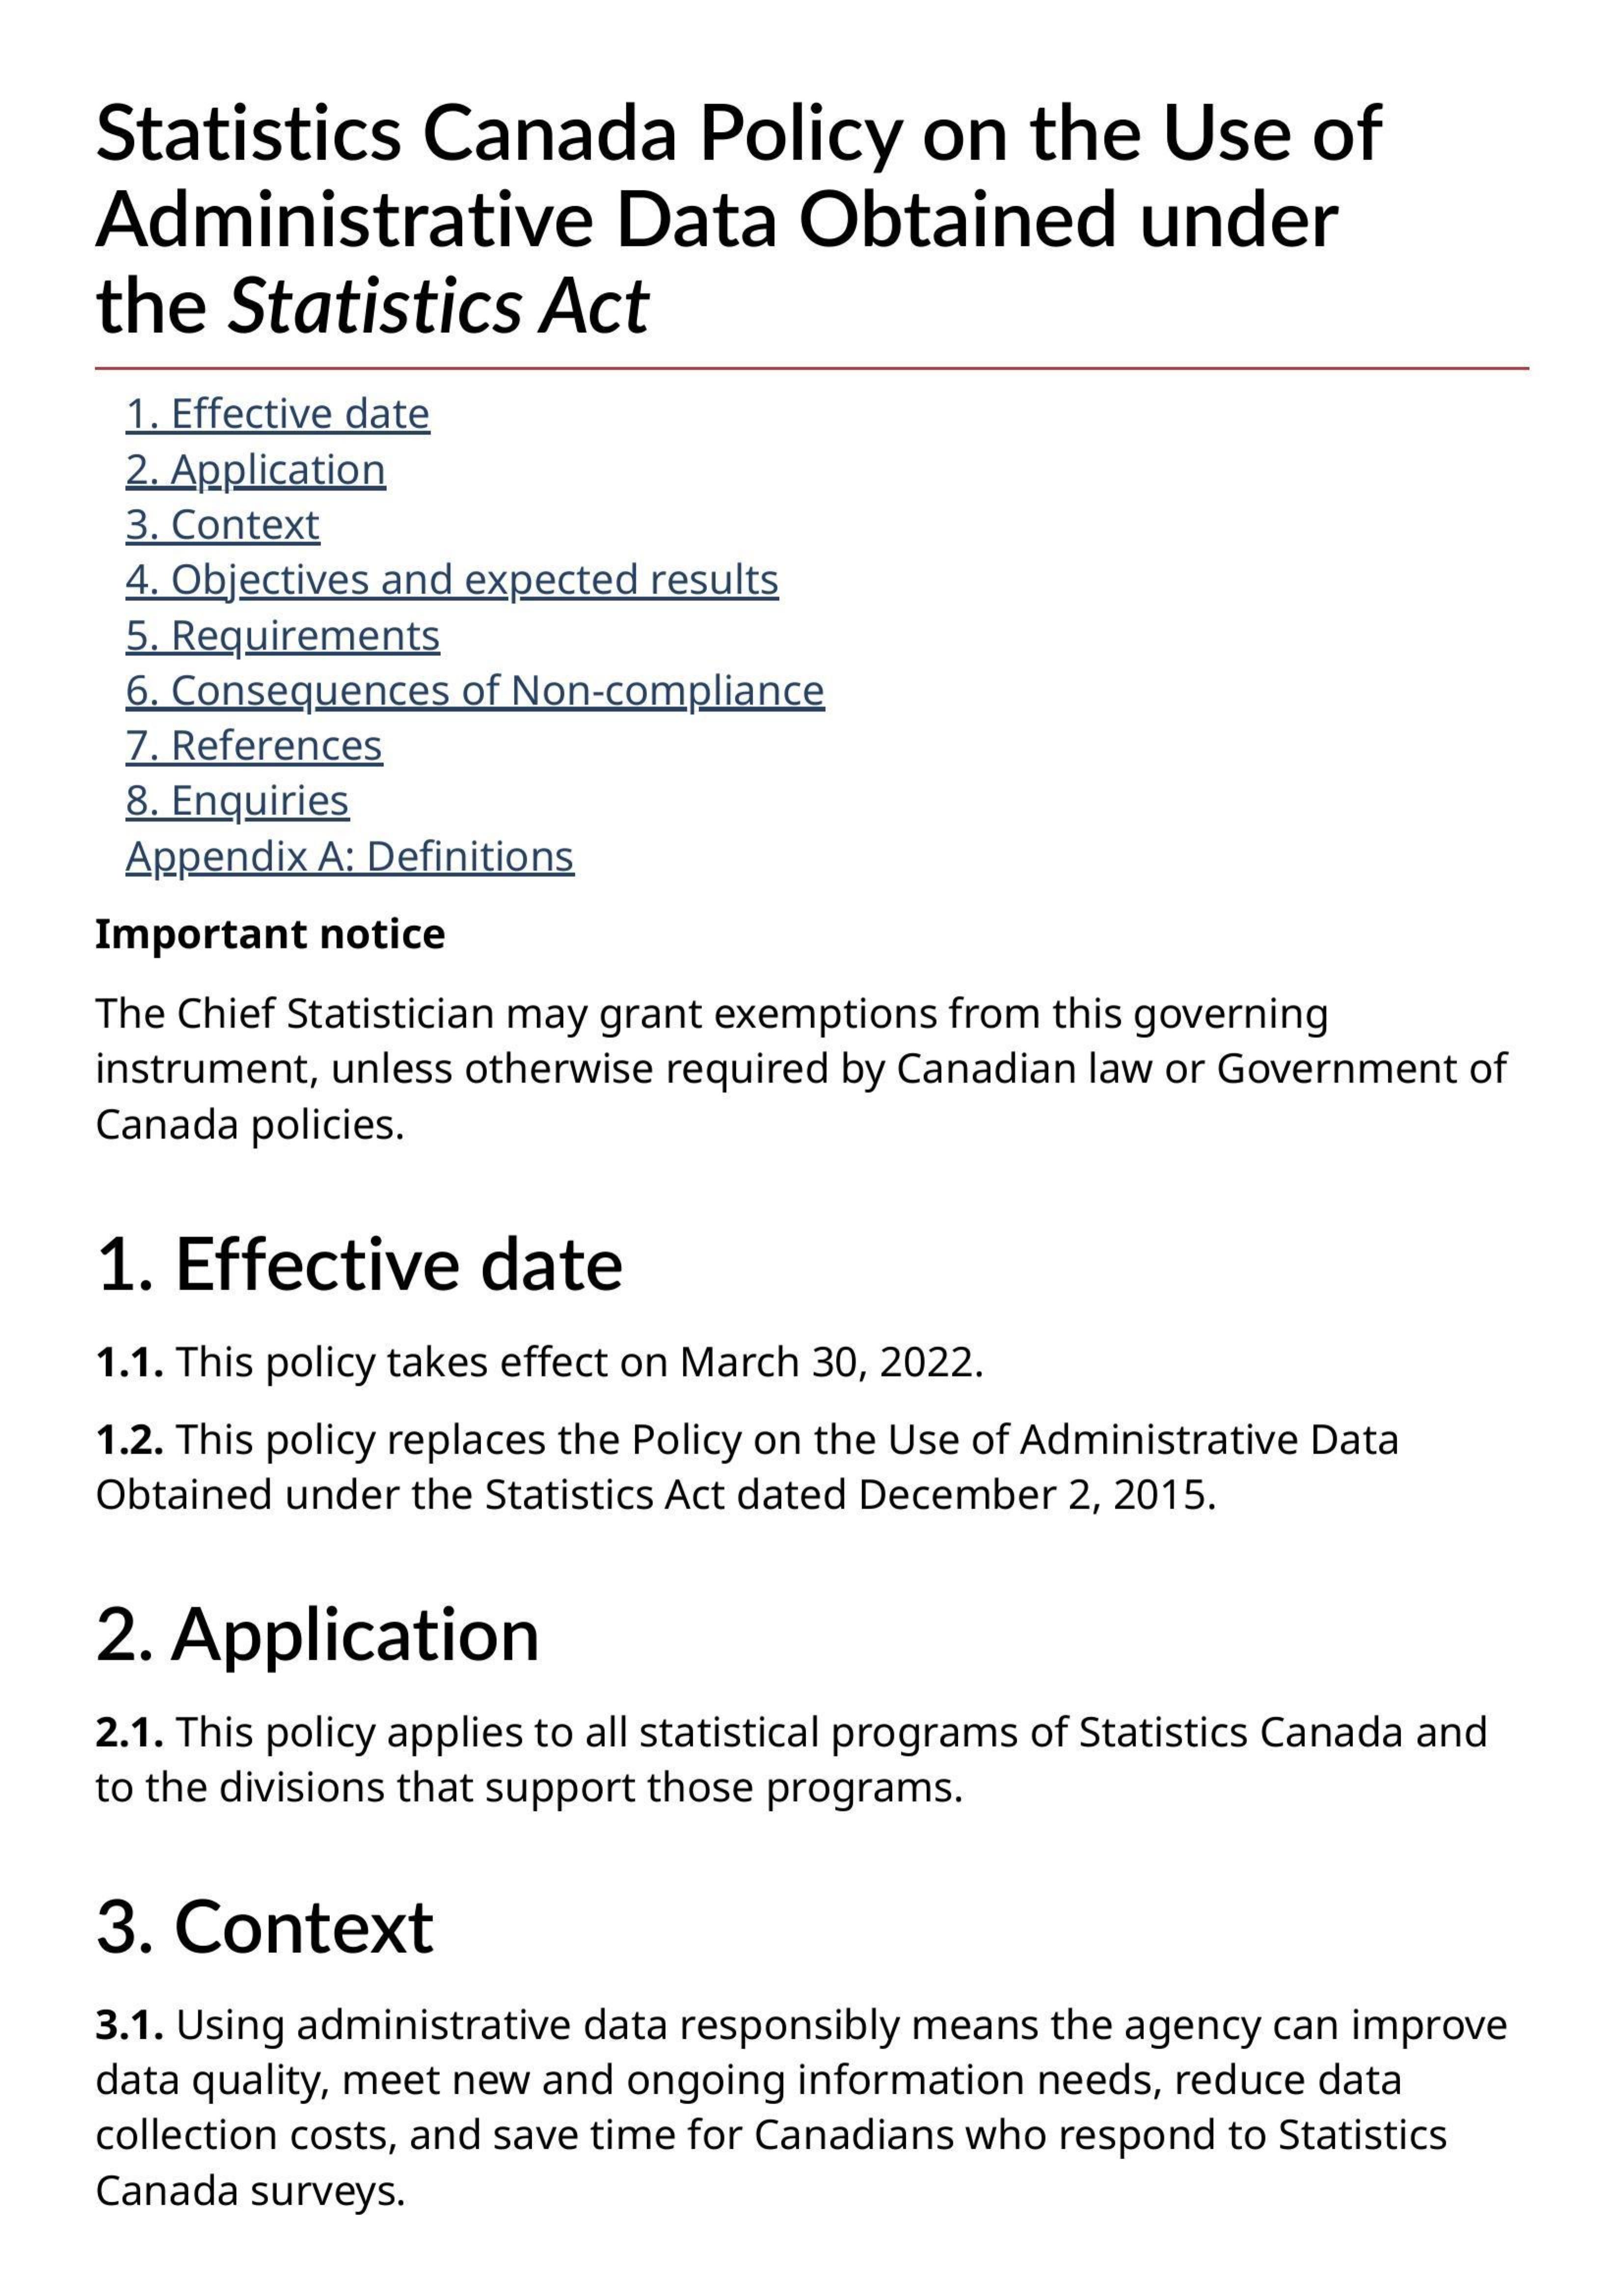 Statistics Canada Policy on the Use of
Administrative Data Obtained under
the Statistics Act
1. Effective date
2. Application
3. Context
4. Objectives and expected results
5. Requirements
6. Consequences of Non-compliance
7. References
8. Enquiries
Appendix A: Definitions
Important notice
The Chief Statistician may grant exemptions from this governing
instrument, unless otherwise required by Canadian law or Government of
Canada policies.
1. Effective date
1.1. This policy takes effect on March 30, 2022.
1.2. This policy replaces the Policy on the Use of Administrative Data
Obtained under the Statistics Act dated December 2, 2015.
2. Application
2.1. This policy applies to all statistical programs of Statistics Canada and
to the divisions that support those programs.
3. Context
3.1. Using administrative data responsibly means the agency can improve
data quality, meet new and ongoing information needs, reduce data
collection costs, and save time for Canadians who respond to Statistics
Canada surveys.